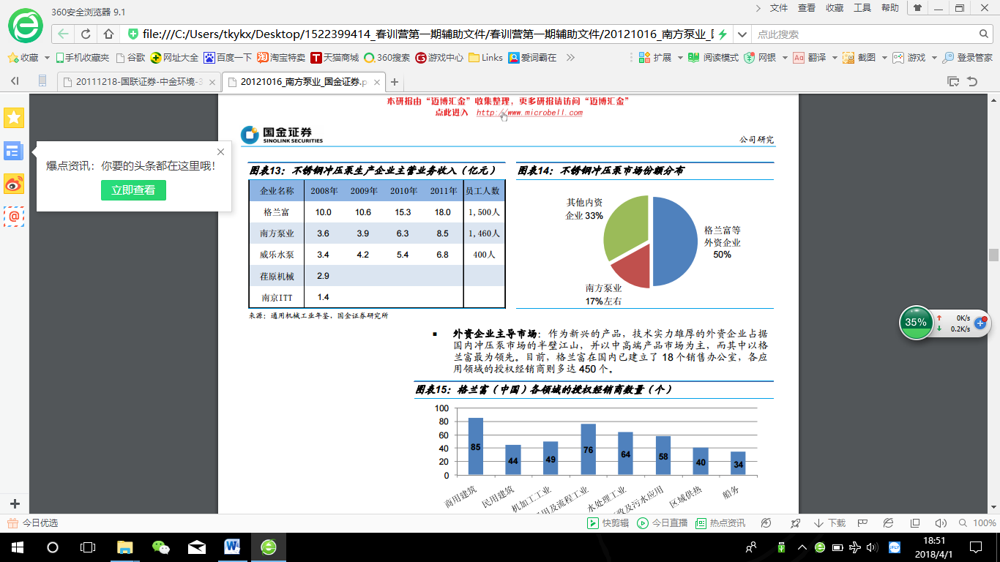 360安全浏览器 9.1
文件 查看 收藏 工具 帮助
file:///C:/Users/tkykx/Desktop/1522399414_春训营第一期辅助文件/春训营第一期辅助文件/20121016_南方泵业_
点此搜索
收藏 手机收藏夹 谷歌 网址大全 百度一下 淘宝特卖 天猫商城 360搜索 游戏中心 Links 爱词霸在 扩展 阅读模式 网银 翻译 截图 游戏 登录管家
20111218-国联证券-中金环境-
20121016_南方泵业_国金证券.p
本研报由“迈博汇金”收集整理，更多研报请访问“迈博汇金”
点此进入 http://www.microbell.com
国金证券
SINOLINK SECURITIES
公司研究
爆点资讯：你要的头条都在这里哦！
立即查看
图表13：不锈钢冲压泵生产企业主营业务收入（亿元）
企业名称 2008年 2009年 2010年 2011年 员工人数
格兰富 10.0 10.6 15.3 18.0 1,500人
南方泵业 3.6 3.9 6.3 8.5 1,460人
威乐水泵 3.4 4.2 5.4 6.8 400人
荏原机械 2.9
南京ITT 1.4
来源：通用机械工业年鉴，国金证券研究所
图表14：不锈钢冲压泵市场份额分布
其他内资
企业 33%
格兰富等
外资企业
50%
南方泵业
17%左右
35%
0K/s
0.2K/s
■ 外资企业主导市场：作为新兴的产品，技术实力雄厚的外资企业占据
国内冲压泵市场的半壁江山，并以中高端产品市场为主，而其中以格
兰富最为领先。目前，格兰富在国内已建立了 18 个销售办公室，各应
用领域的授权经销商则多达 450 个。
图表15：格兰富（中国）各领域的授权经销商数量（个）
100
80
60
40
20
0
85 44 49 76 64 58 40 34
商用建筑 民用建筑 机加工工业 用及流程工业 水处理工业 政及污水应用 区域供热 船务
今日优选
快剪辑 今日直播 热点资讯 下载 100%
18:51
2018/4/1